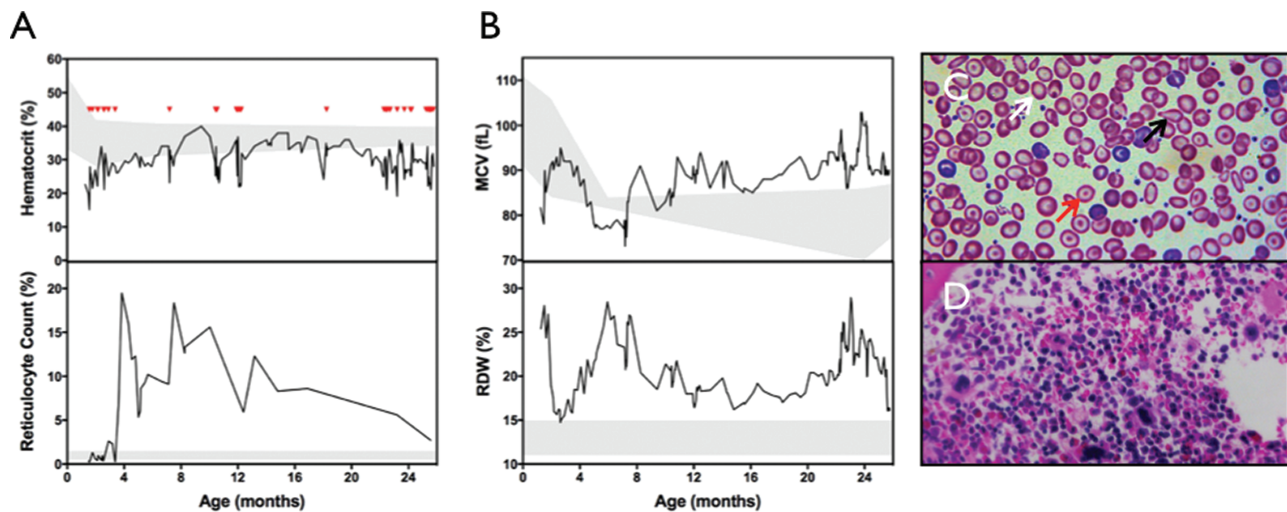 A
B
60
50
40
30
20
10
0
Hematocrit (%)
20
15
10
5
0
Reticulocyte Count (%)
0 4 8 12 16 20 24
Age (months)
110
100
90
80
70
MCV (fL)
30
25
20
15
10
RDW (%)
0 4 8 12 16 20 24
Age (months)
C
D